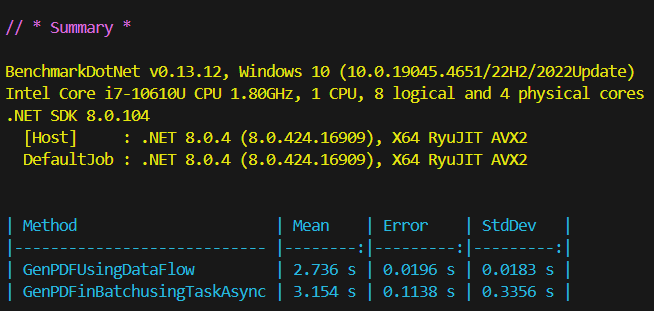 // * Summary *
BenchmarkDotNet v0.13.12, Windows 10 (10.0.19045.4651/22H2/2022Update)
Intel Core i7-10610U CPU 1.80GHz, 1 CPU, 8 logical and 4 physical cores
.NET SDK 8.0.104
  [Host]     : .NET 8.0.4 (8.0.424.16909), X64 RyuJIT AVX2
  DefaultJob : .NET 8.0.4 (8.0.424.16909), X64 RyuJIT AVX2
| Method                     | Mean    | Error    | StdDev   |
|--------------------------- |--------:|---------:|---------:|
| GenPDFUsingDataFlow        | 2.736 s | 0.0196 s | 0.0183 s |
| GenPDFinBatchusingTaskAsync | 3.154 s | 0.1138 s | 0.3356 s |